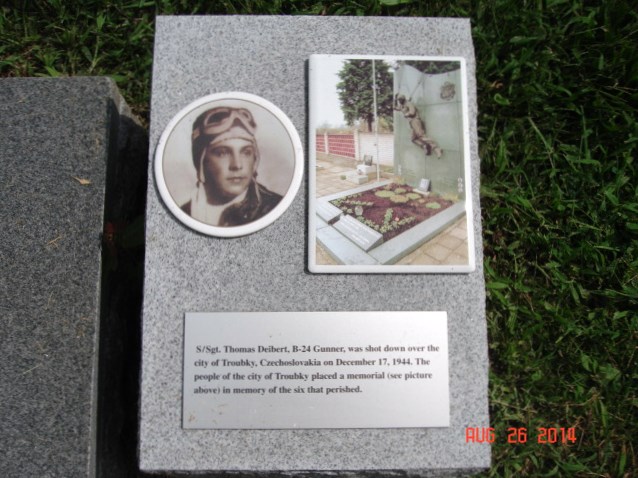 S/Sgt. Thomas Deibert, B-24 Gunner, was shot down over the
city of Troubky, Czechoslovakia on December 17, 1944. The
people of the city of Troubky placed a memorial (see picture
above) in memory of the six that perished.
AUG 26 2014